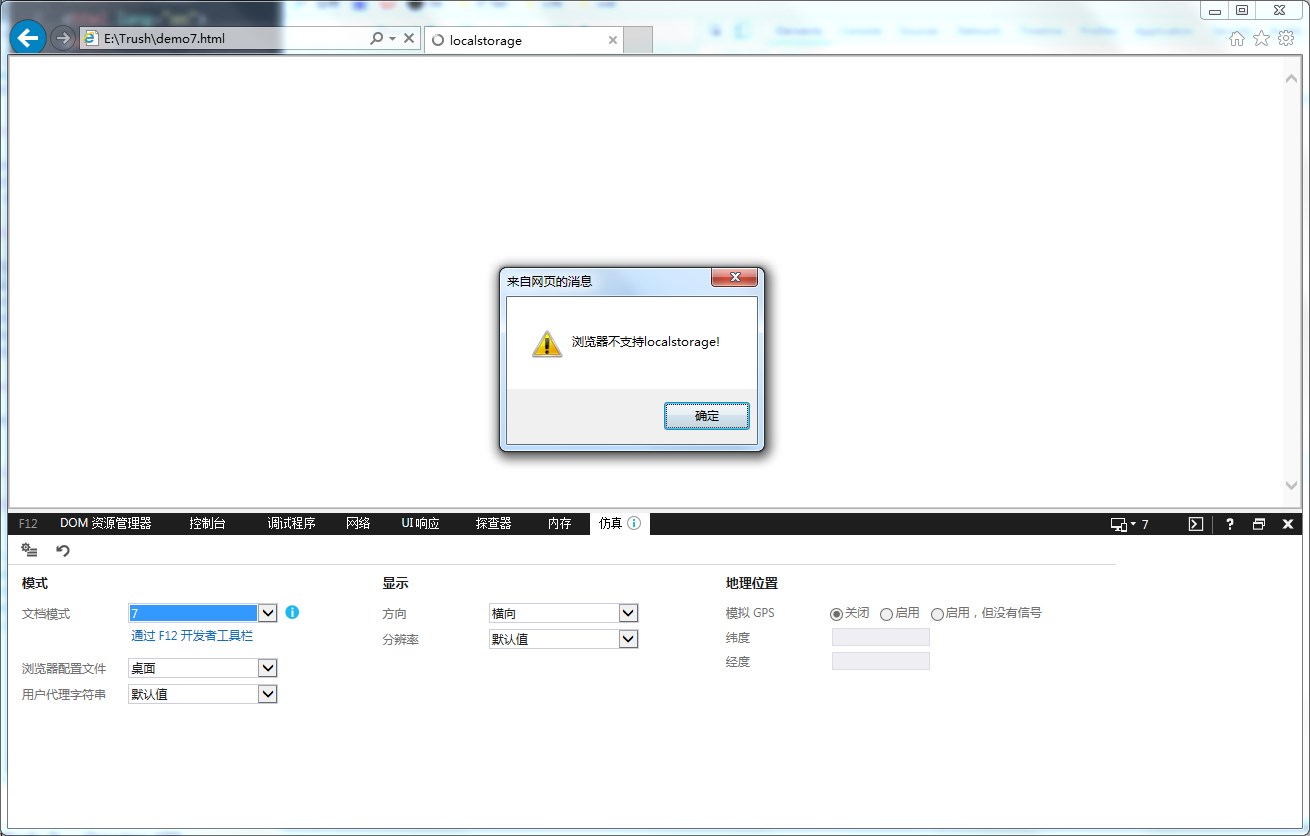 E:\Trush\demo7.html
localstorage
来自网页的消息
浏览器不支持localstorage!
确定
F12 DOM 资源管理器 控制台 调试程序 网络 UI 响应 探查器 内存 仿真 7
模式 显示 地理位置
文档模式 7 方向 横向 模拟 GPS 关闭 启用 启用，但没有信号
通过 F12 开发者工具栏 分辨率 默认值 纬度
浏览器配置文件 桌面 经度
用户代理字符串 默认值